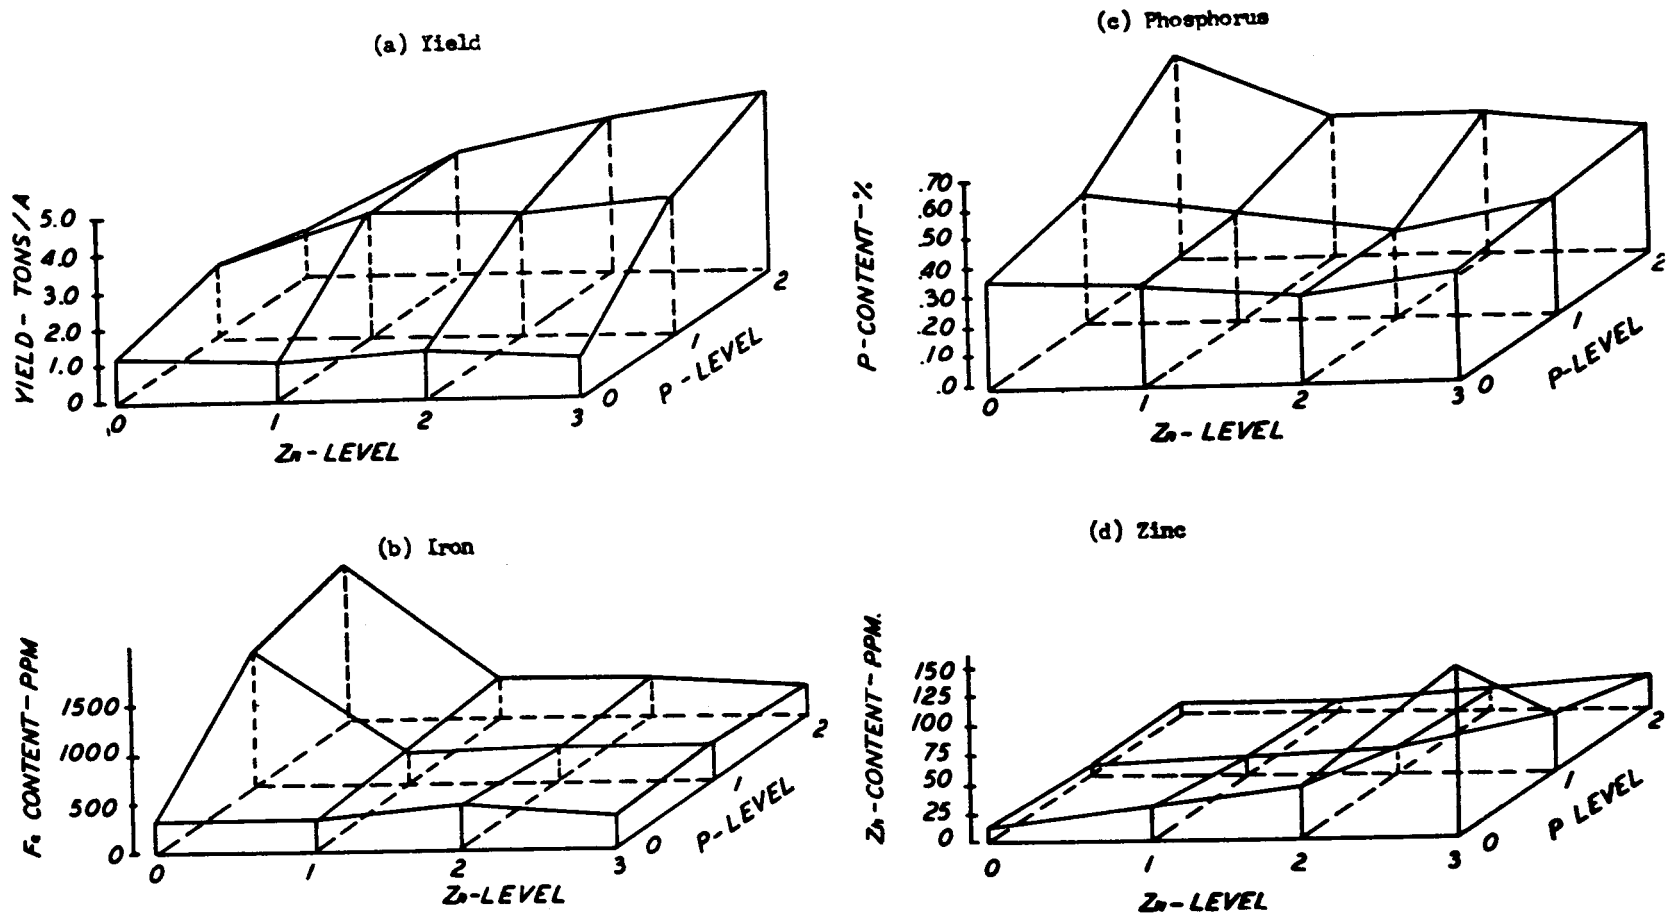 (a) Yield
YIELD - TONS/A
5.0
4.0
3.0
2.0
1.0
0
0 1 2 3
Zn-LEVEL
0 1 2
P-LEVEL
(c) Phosphorus
P-CONTENT-%
.70
.60
.50
.40
.30
.20
.10
.0
0 1 2 3
Zn-LEVEL
0 1 2
P-LEVEL
(b) Iron
Fe CONTENT-PPM
1500
1000
500
0
0 1 2 3
Zn-LEVEL
0 1 2
P-LEVEL
(d) Zinc
Zn-CONTENT-PPM.
150
125
100
75
50
25
0
0 1 2 3
Zn-LEVEL
0 1 2
P LEVEL